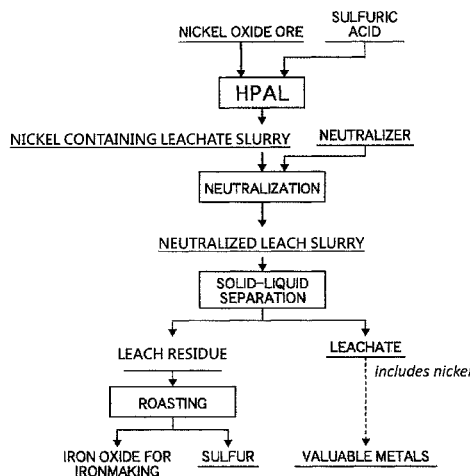 NICKEL OXIDE ORE
SULFURIC
ACID
HPAL
NICKEL CONTAINING LEACHATE SLURRY
NEUTRALIZER
NEUTRALIZATION
NEUTRALIZED LEACH SLURRY
SOLID-LIQUID
SEPARATION
LEACH RESIDUE
LEACHATE
includes nickel
ROASTING
IRON OXIDE FOR
IRONMAKING
SULFUR
VALUABLE METALS